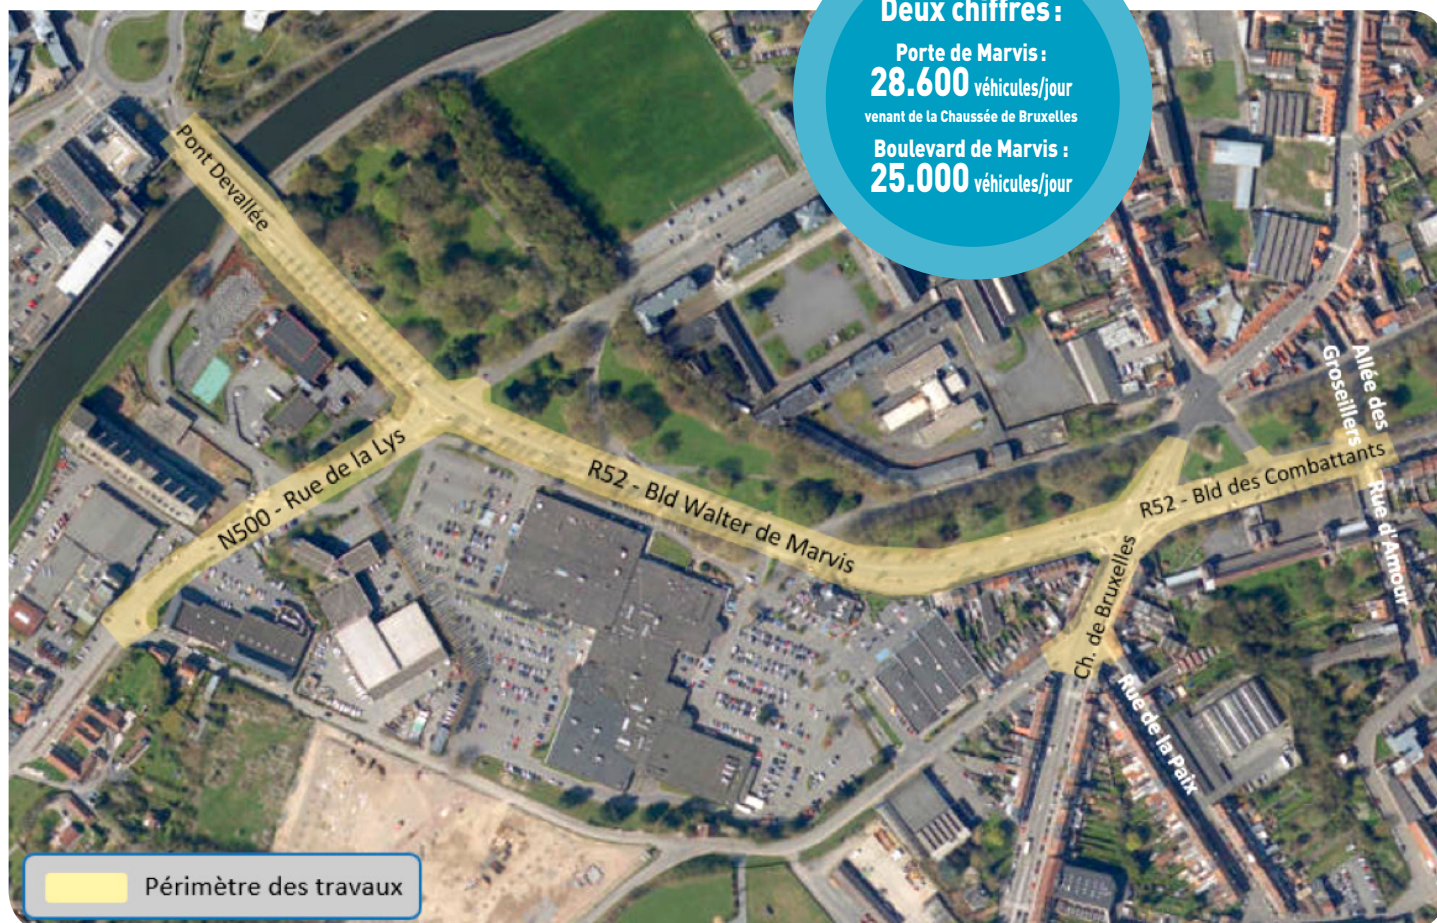 Deux chiffres :
Porte de Marvis :
28.600 véhicules/jour
venant de la Chaussée de Bruxelles
Boulevard de Marvis :
25.000 véhicules/jour
Pont Devallée
N500 - Rue de la Lys
R52 - Bld Walter de Marvis
Ch. de Bruxelles
R52 - Bld des Combattants
Allée des
Groseillers
Rue d'Amour
Rue de la Paix
Périmètre des travaux